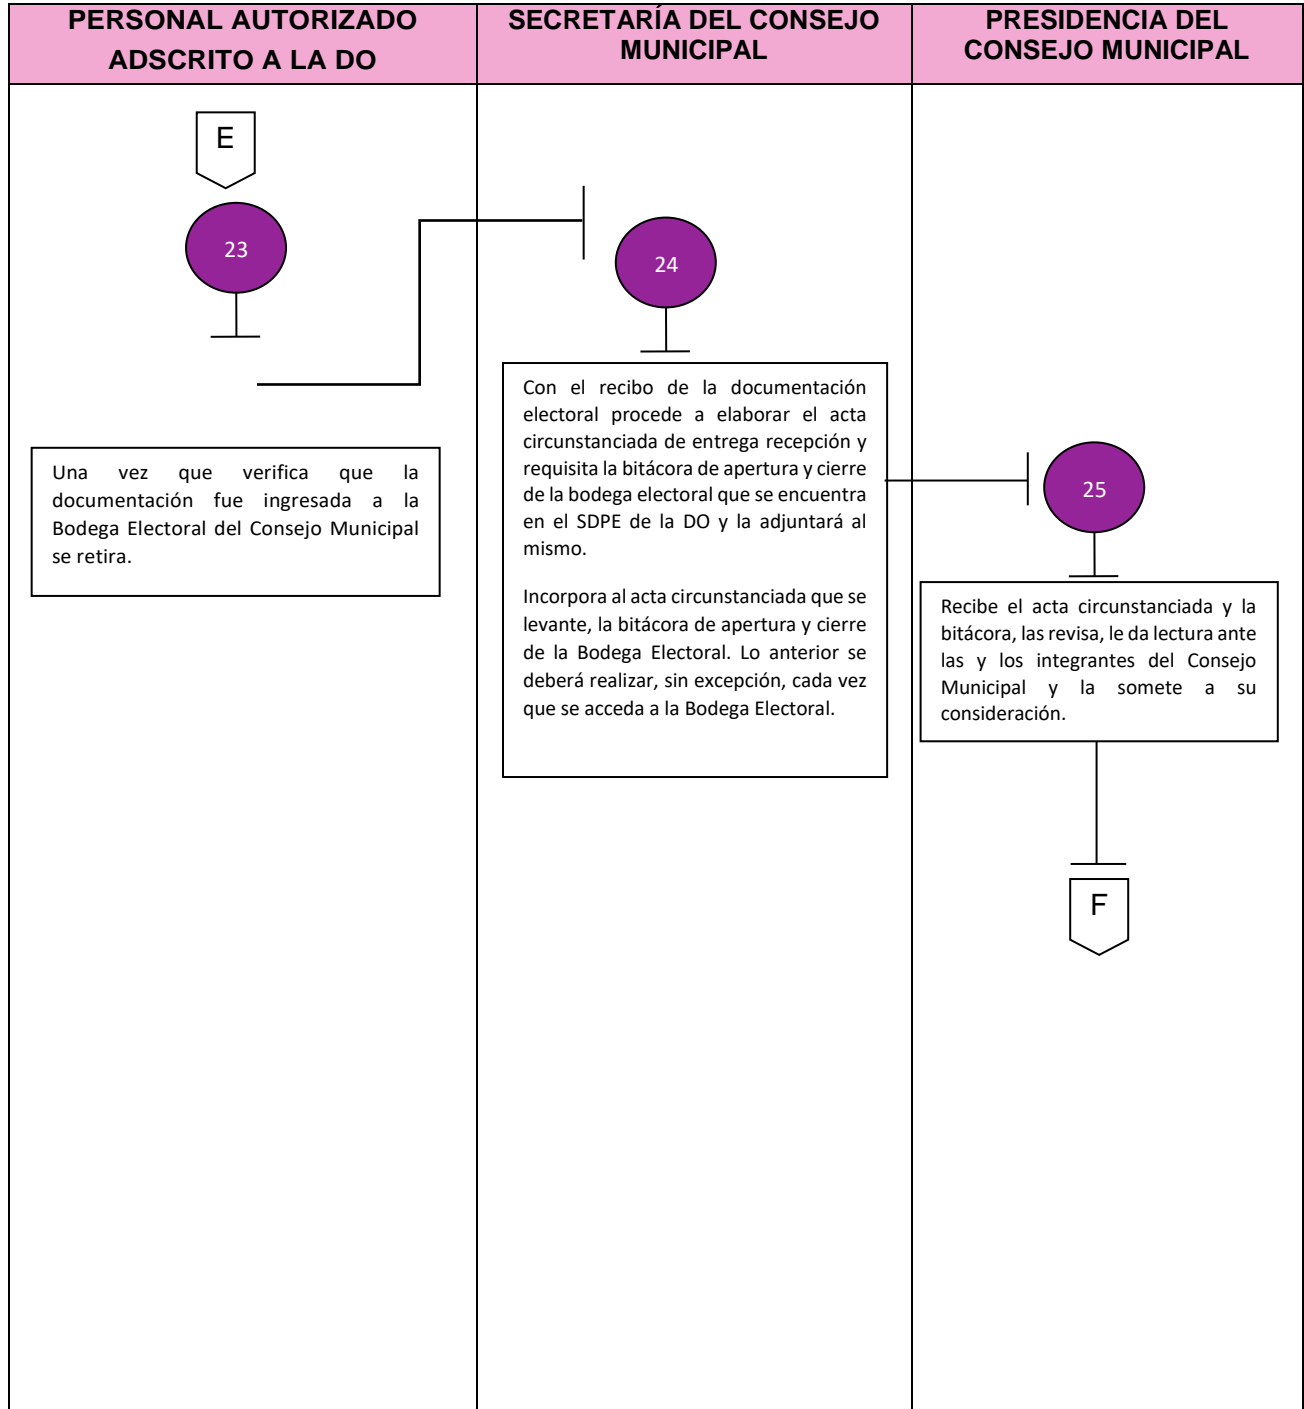 PERSONAL AUTORIZADO
ADSCRITO A LA DO
SECRETARÍA DEL CONSEJO
MUNICIPAL
PRESIDENCIA DEL
CONSEJO MUNICIPAL
E
23
Una vez que verifica que la
documentación fue ingresada a la
Bodega Electoral del Consejo Municipal
se retira.
24
Con el recibo de la documentación
electoral procede a elaborar el acta
circunstanciada de entrega recepción y
requisita la bitácora de apertura y cierre
de la bodega electoral que se encuentra
en el SDPE de la DO y la adjuntará al
mismo.
Incorpora al acta circunstanciada que se
levante, la bitácora de apertura y cierre
de la Bodega Electoral. Lo anterior se
deberá realizar, sin excepción, cada vez
que se acceda a la Bodega Electoral.
25
Recibe el acta circunstanciada y la
bitácora, las revisa, le da lectura ante
las y los integrantes del Consejo
Municipal y la somete a su
consideración.
F